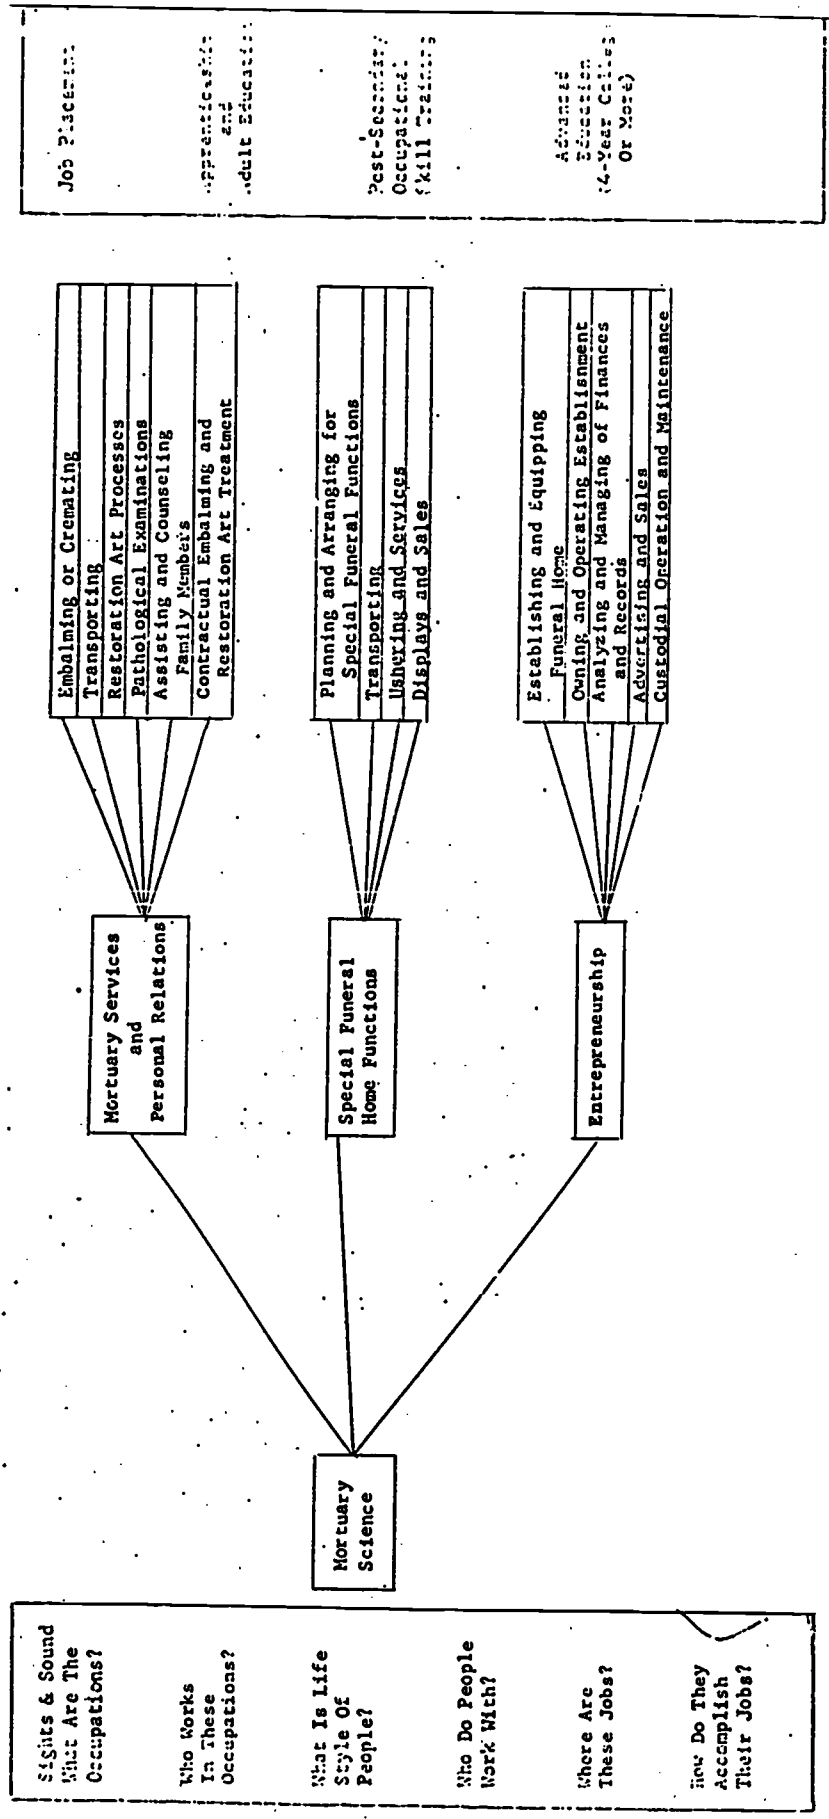 Sights & Sound
What Are The
Occupations?
Who Works
In These
Occupations?
What Is Life
Style Of
People?
Who Do People
Work With?
Where Are
These Jobs?
How Do They
Accomplish
Their Jobs?
Mortuary
Science
Mortuary Services
and
Personal Relations
Special Funeral
Home Functions
Entrepreneurship
Embalming or Cremating
Transporting
Restoration Art Processes
Pathological Examinations
Assisting and Counseling
Family Members
Contractual Embalming and
Restoration Art Treatment
Planning and Arranging for
Special Funeral Functions
Transporting
Ushering and Services
Displays and Sales
Establishing and Equipping
Funeral Home
Owning and Operating Establishment
Analyzing and Managing of Finances
and Records
Advertising and Sales
Custodial Operation and Maintenance
Job Placement
Apprenticeship
and
Adult Education
Post-Secondary
Occupational
Skill Training
Advanced
Education
(4-Year College
Or More)